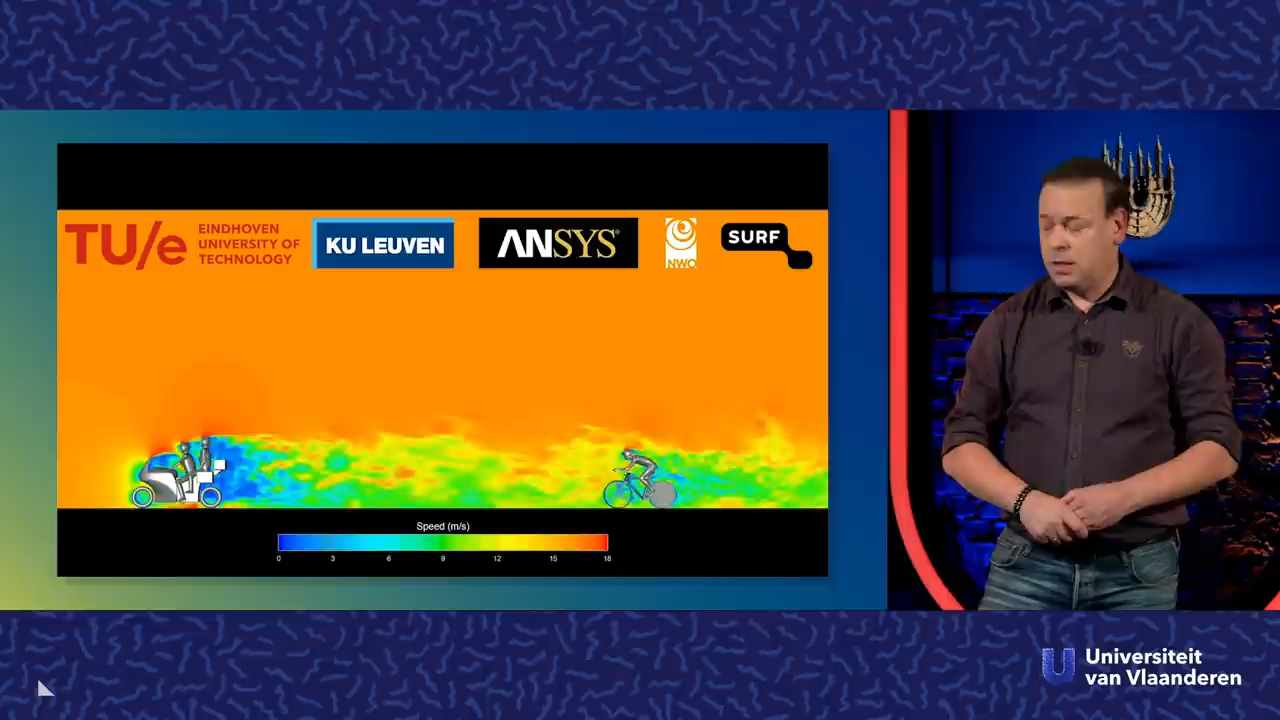 TU/e
EINDHOVEN
UNIVERSITY OF
TECHNOLOGY
KU LEUVEN
ANSYS®
NWO
SURF
Speed (m/s)
0 3 6 9 12 15 18
Universiteit
van Vlaanderen